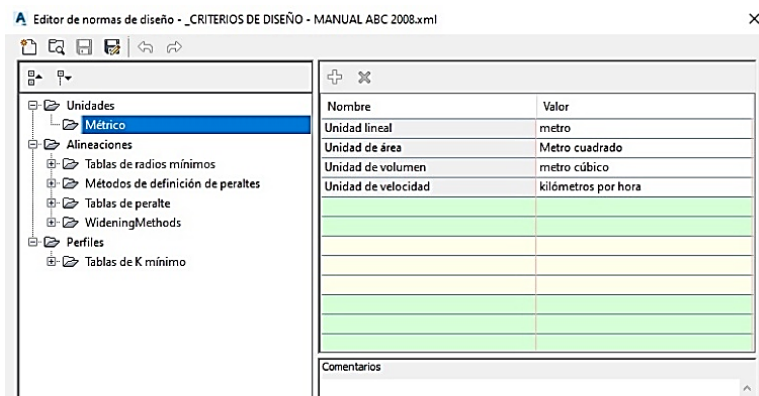 Editor de normas de diseño - _CRITERIOS DE DISEÑO - MANUAL ABC 2008.xml
Unidades
Métrico
Alineaciones
Tablas de radios mínimos
Métodos de definición de peraltes
Tablas de peralte
WideningMethods
Perfiles
Tablas de K mínimo
Nombre Valor
Unidad lineal metro
Unidad de área Metro cuadrado
Unidad de volumen metro cúbico
Unidad de velocidad kilómetros por hora
Comentarios